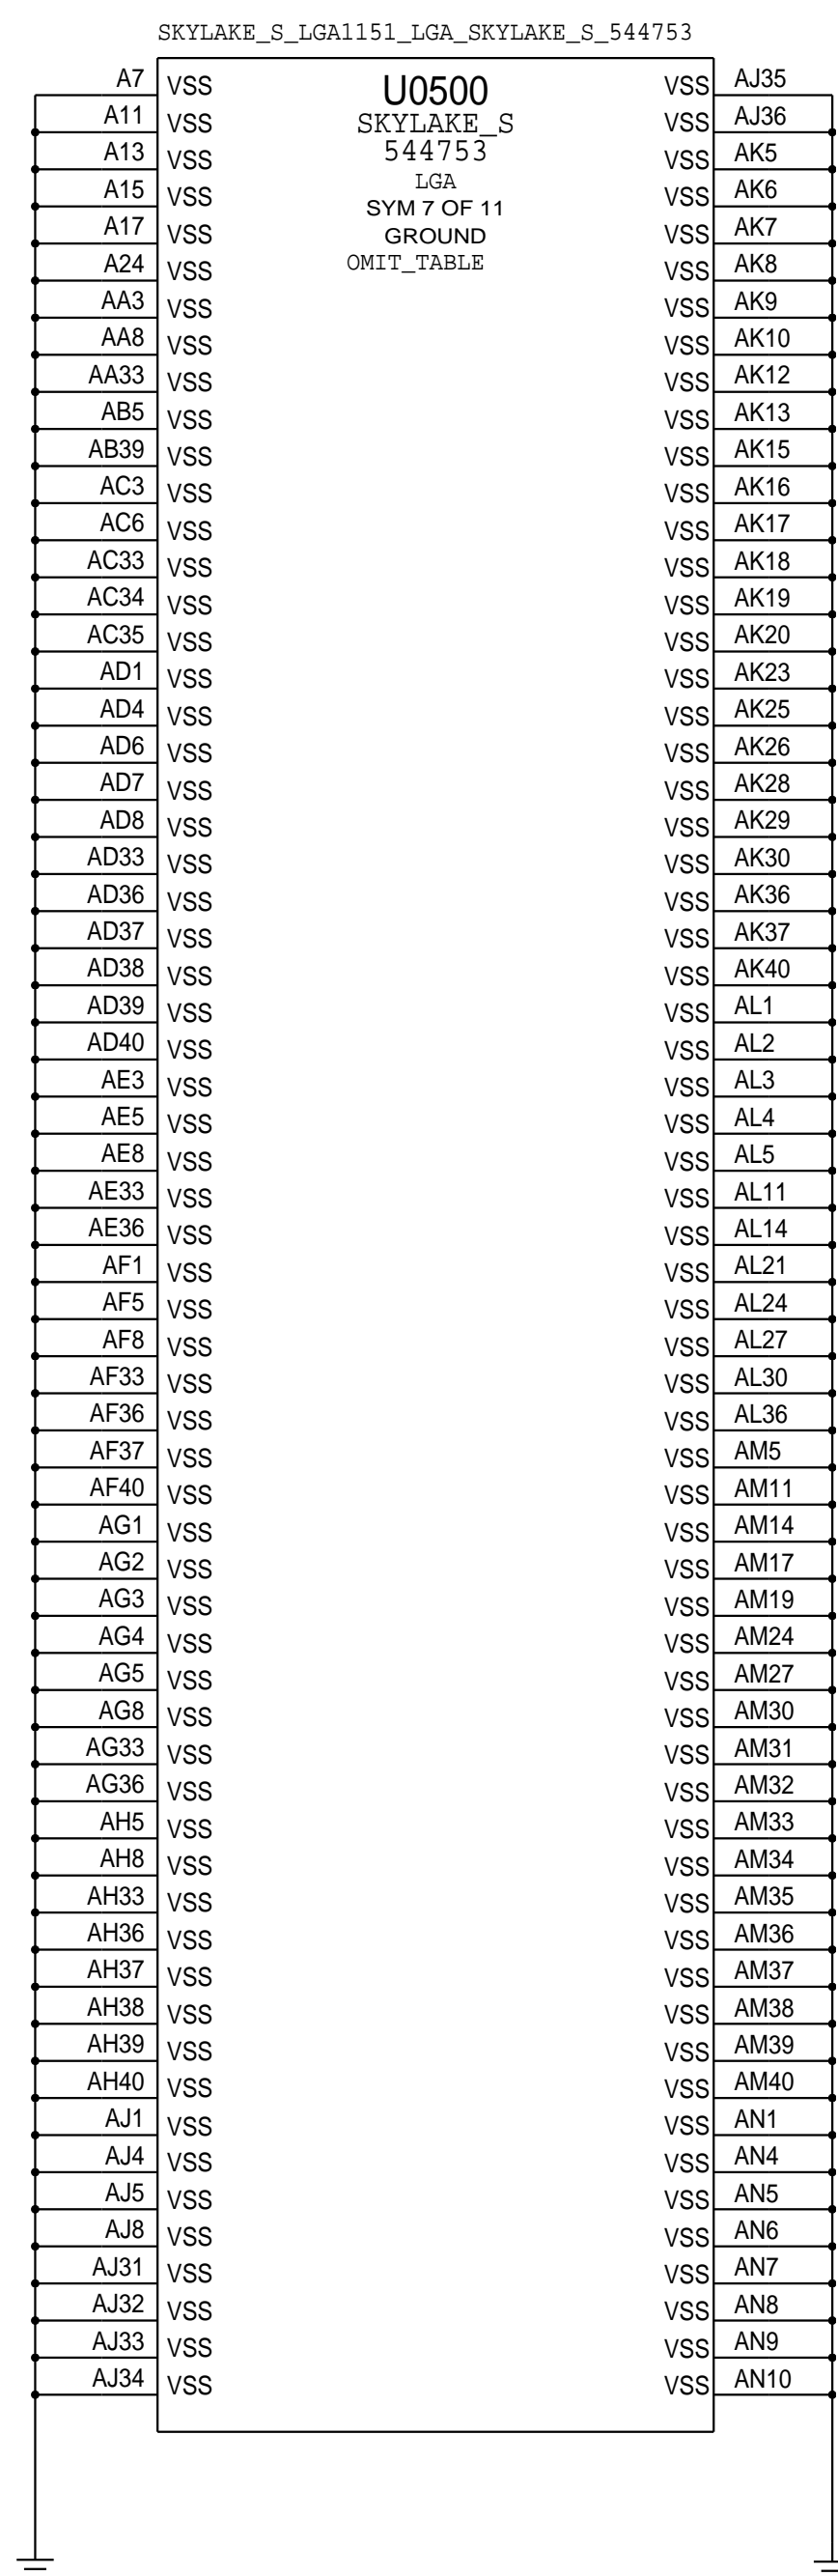 SKYLAKE_S_LGA1151_LGA_SKYLAKE_S_544753
U0500
SKYLAKE_S
544753
LGA
SYM 7 OF 11
GROUND
OMIT_TABLE
A7 VSS VSS AJ35
A11 VSS VSS AJ36
A13 VSS VSS AK5
A15 VSS VSS AK6
A17 VSS VSS AK7
A24 VSS VSS AK8
AA3 VSS VSS AK9
AA8 VSS VSS AK10
AA33 VSS VSS AK12
AB5 VSS VSS AK13
AB39 VSS VSS AK15
AC3 VSS VSS AK16
AC6 VSS VSS AK17
AC33 VSS VSS AK18
AC34 VSS VSS AK19
AC35 VSS VSS AK20
AD1 VSS VSS AK23
AD4 VSS VSS AK25
AD6 VSS VSS AK26
AD7 VSS VSS AK28
AD8 VSS VSS AK29
AD33 VSS VSS AK30
AD36 VSS VSS AK36
AD37 VSS VSS AK37
AD38 VSS VSS AK40
AD39 VSS VSS AL1
AD40 VSS VSS AL2
AE3 VSS VSS AL3
AE5 VSS VSS AL4
AE8 VSS VSS AL5
AE33 VSS VSS AL11
AE36 VSS VSS AL14
AF1 VSS VSS AL21
AF5 VSS VSS AL24
AF8 VSS VSS AL27
AF33 VSS VSS AL30
AF36 VSS VSS AL36
AF37 VSS VSS AM5
AF40 VSS VSS AM11
AG1 VSS VSS AM14
AG2 VSS VSS AM17
AG3 VSS VSS AM19
AG4 VSS VSS AM24
AG5 VSS VSS AM27
AG8 VSS VSS AM30
AG33 VSS VSS AM31
AG36 VSS VSS AM32
AH5 VSS VSS AM33
AH8 VSS VSS AM34
AH33 VSS VSS AM35
AH36 VSS VSS AM36
AH37 VSS VSS AM37
AH38 VSS VSS AM38
AH39 VSS VSS AM39
AH40 VSS VSS AM40
AJ1 VSS VSS AN1
AJ4 VSS VSS AN4
AJ5 VSS VSS AN5
AJ8 VSS VSS AN6
AJ31 VSS VSS AN7
AJ32 VSS VSS AN8
AJ33 VSS VSS AN9
AJ34 VSS VSS AN10